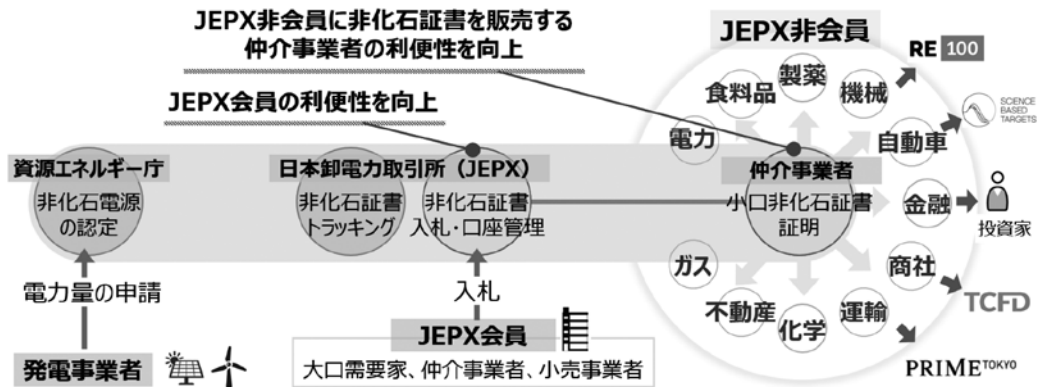 JEPX非会員に非化石証書を販売する
仲介事業者の利便性を向上
JEPX会員の利便性を向上
JEPX非会員
RE 100
製薬
食料品
機械
SCIENCE
BASED
TARGETS
電力
自動車
資源エネルギー庁
日本卸電力取引所（JEPX）
仲介事業者
非化石電源
の認定
非化石証書
トラッキング
非化石証書
入札・口座管理
小口非化石証書
証明
金融
投資家
ガス
商社
電力量の申請
入札
不動産
化学
運輸
TCFD
発電事業者
JEPX会員
大口需要家、仲介事業者、小売事業者
PRIME TOKYO